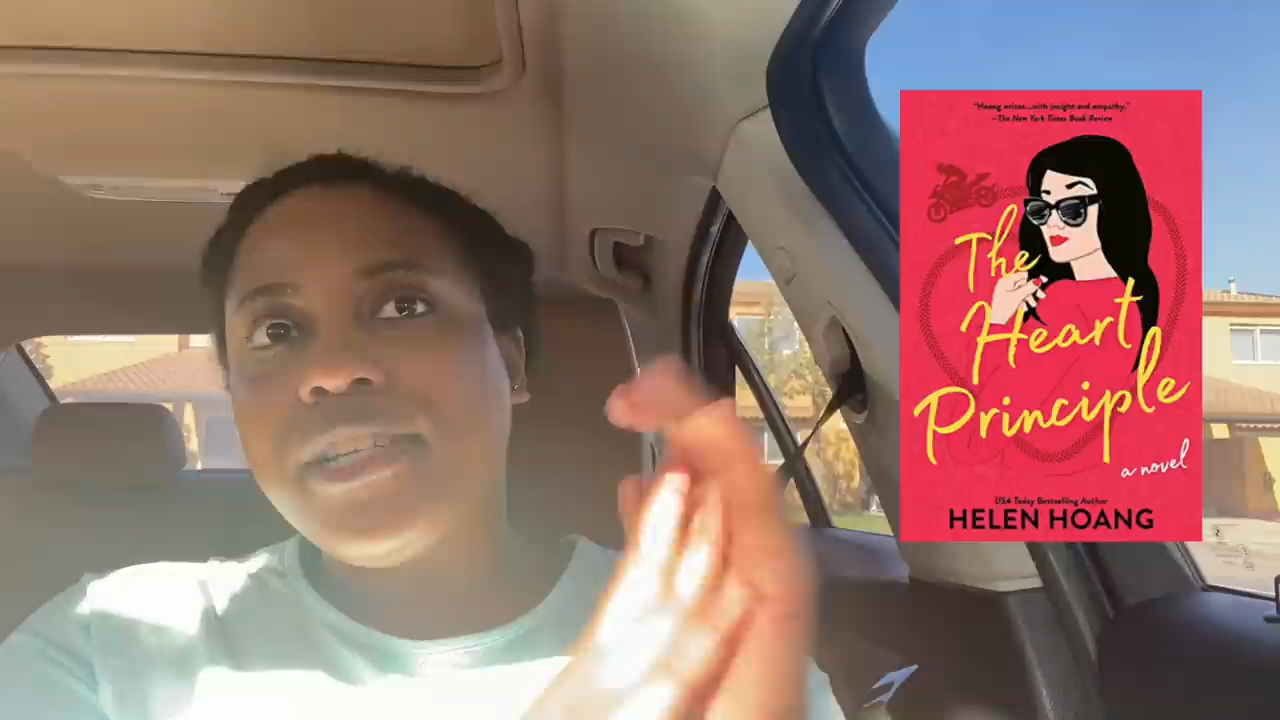 "Hoang writes...with insight and empathy."
—The New York Times Book Review
The
Heart
Principle
a novel
USA Today Bestselling Author
HELEN HOANG